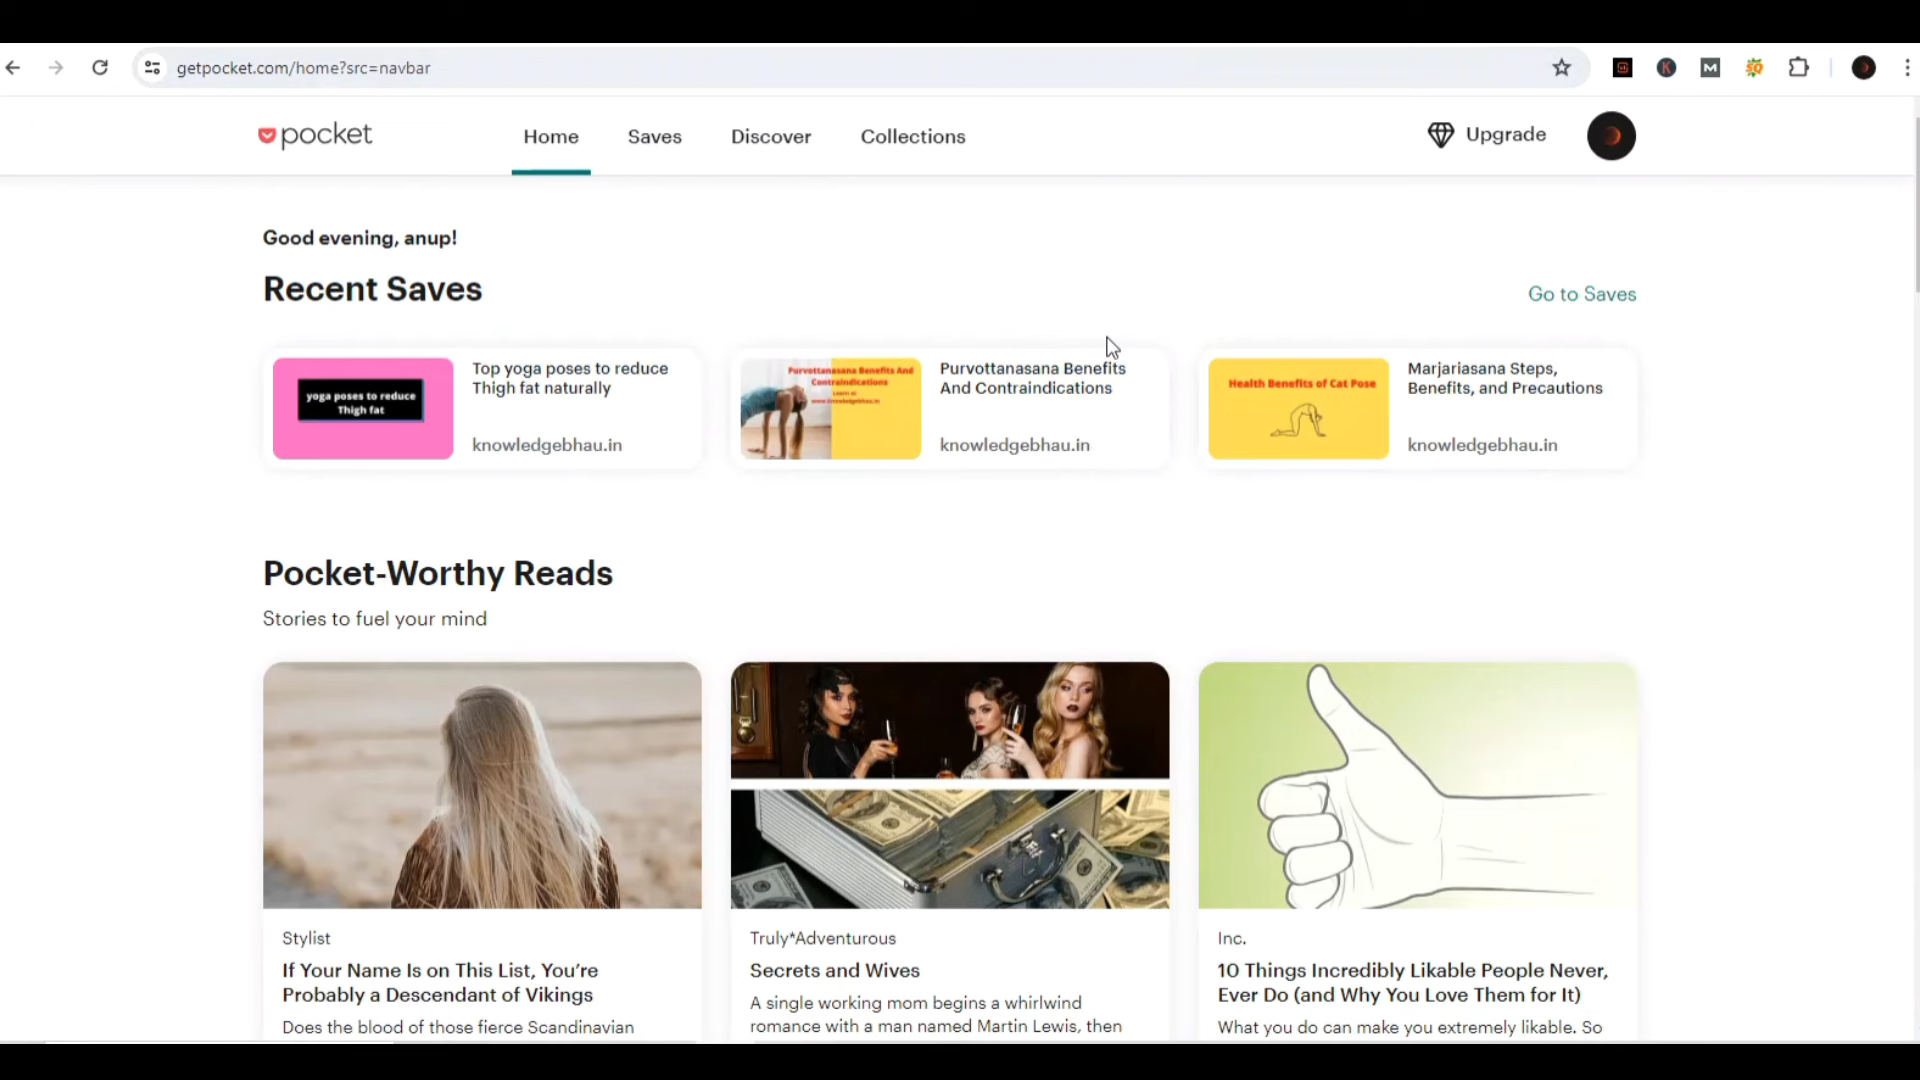 getpocket.com/home?src=navbar
pocket
Home
Saves
Discover
Collections
Upgrade
Good evening, anup!
Recent Saves
Go to Saves
yoga poses to reduce
Thigh fat
Top yoga poses to reduce
Thigh fat naturally
knowledgebhau.in
Purvottanasana Benefits And
Contraindications
Learn at
www.knowledgebhau.in
Purvottanasana Benefits
And Contraindications
knowledgebhau.in
Health Benefits of Cat Pose
Marjariasana Steps,
Benefits, and Precautions
knowledgebhau.in
Pocket-Worthy Reads
Stories to fuel your mind
Stylist
If Your Name Is on This List, You’re
Probably a Descendant of Vikings
Does the blood of those fierce Scandinavian
Truly*Adventurous
Secrets and Wives
A single working mom begins a whirlwind
romance with a man named Martin Lewis, then
Inc.
10 Things Incredibly Likable People Never,
Ever Do (and Why You Love Them for It)
What you do can make you extremely likable. So